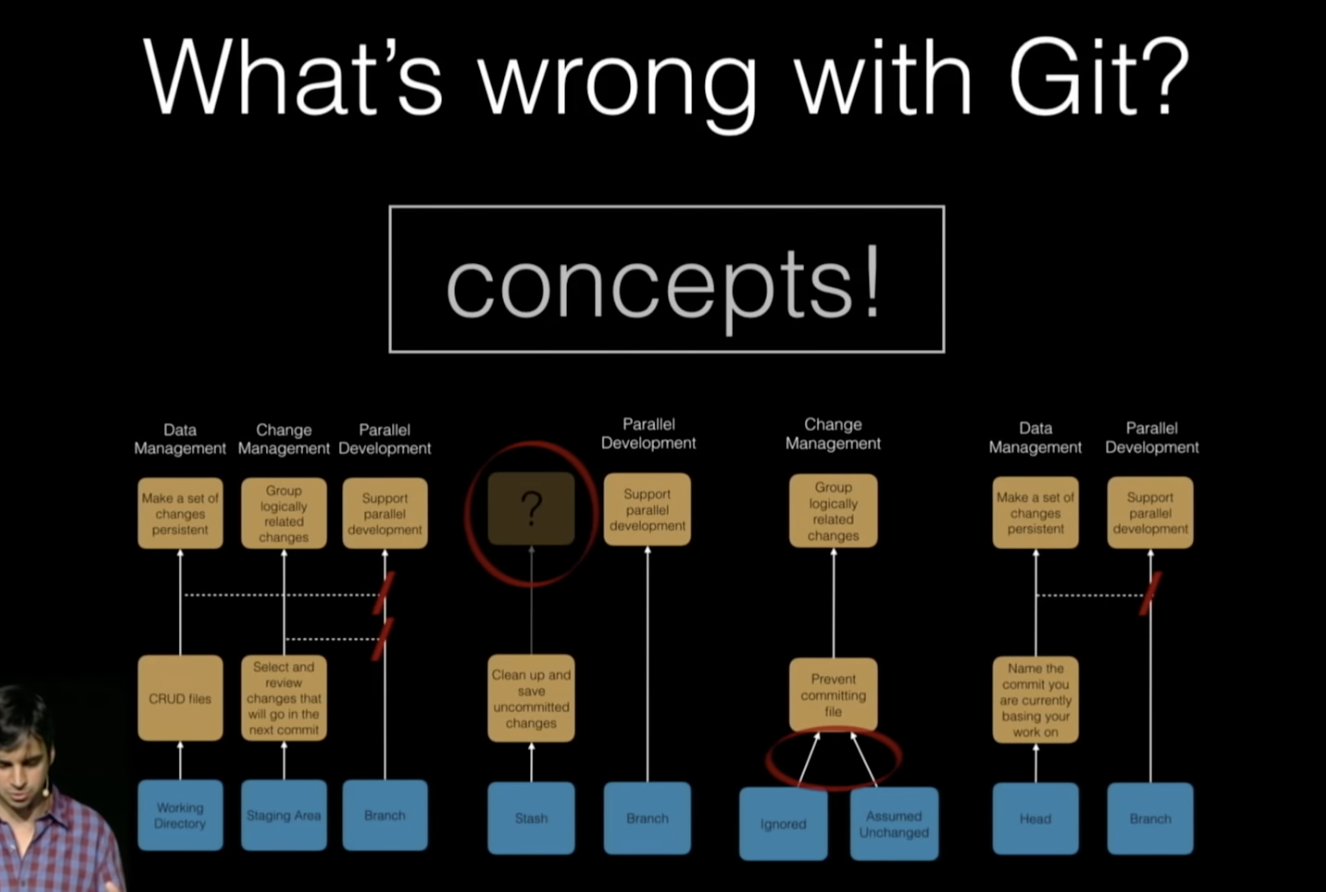 What's wrong with Git?
concepts!
Data
Management
Change
Management
Parallel
Development
Parallel
Development
Change
Management
Data
Management
Parallel
Development
Make a set of
changes
persistent
Group
logically
related
changes
Support
parallel
development
?
Support
parallel
development
Group
logically
related
changes
Make a set of
changes
persistent
Support
parallel
development
CRUD files
Select and
review
changes that
will go in the
next commit
Clean up and
save
uncommitted
changes
Prevent
committing
file
Name the
commit you
are currently
basing your
work on
Working
Directory
Staging Area
Branch
Stash
Branch
Ignored
Assumed
Unchanged
Head
Branch